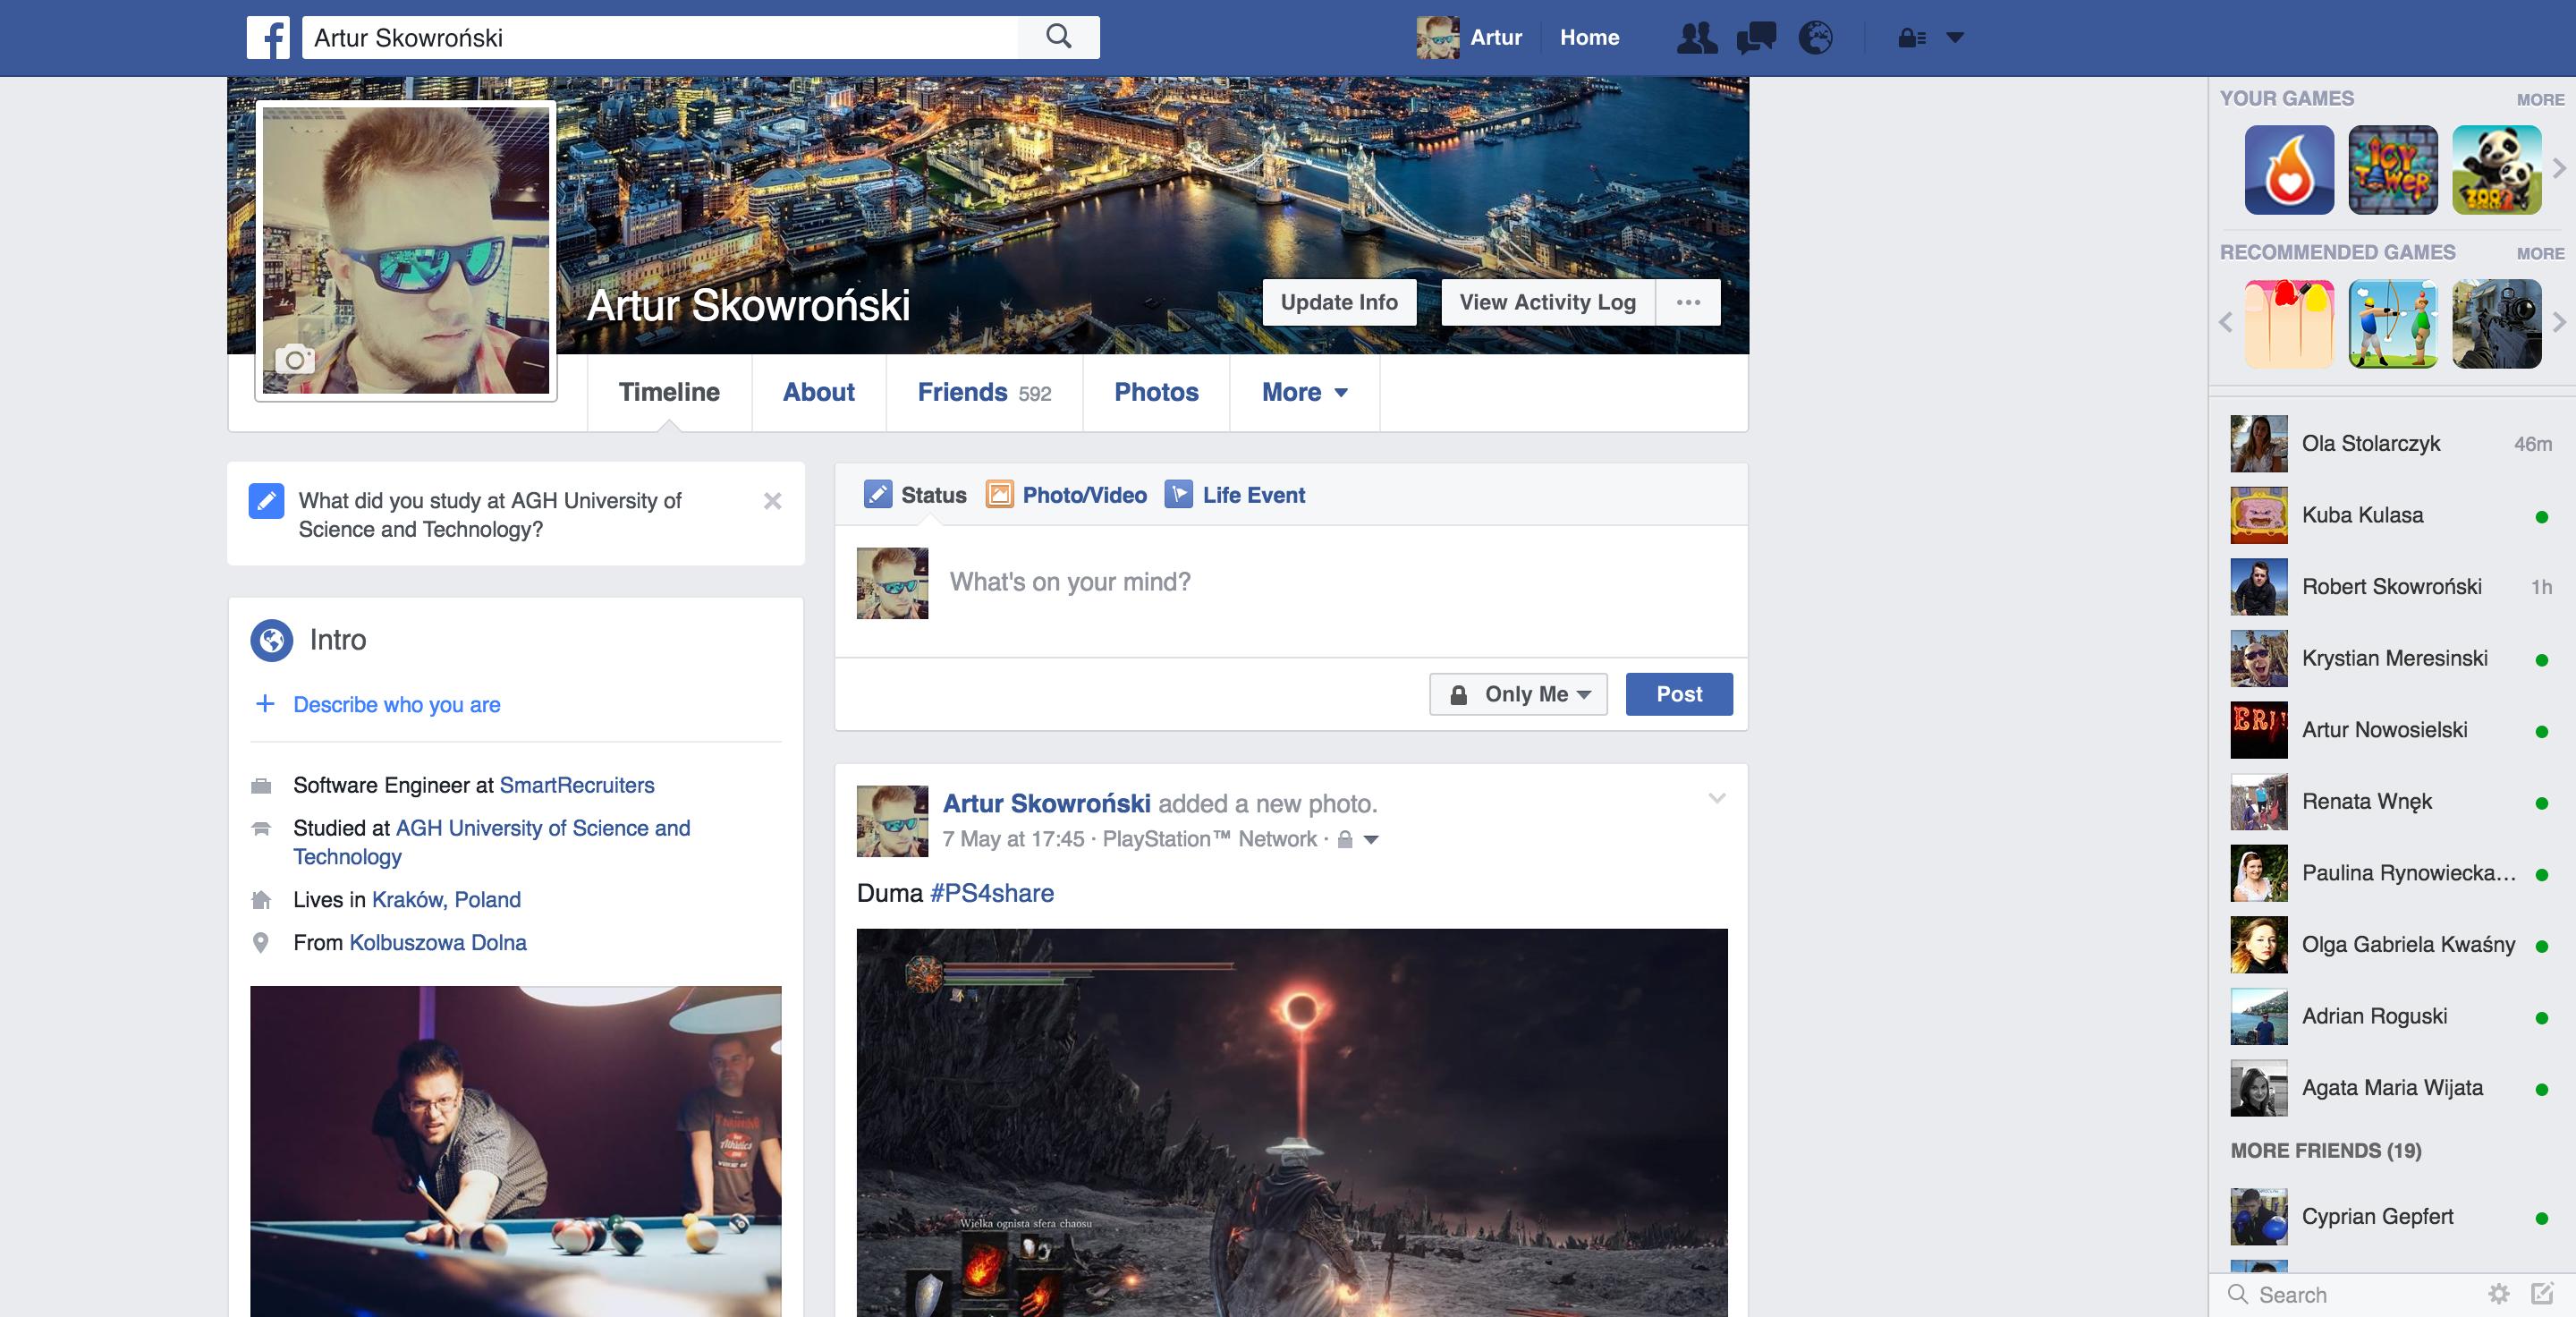 Artur Skowroński
Artur
Home
YOUR GAMES
MORE
ICY TOWER
ZOO
RECOMMENDED GAMES
MORE
Artur Skowroński
Update Info
View Activity Log
Timeline
About
Friends 592
Photos
More
What did you study at AGH University of
Science and Technology?
Intro
Describe who you are
Software Engineer at SmartRecruiters
Studied at AGH University of Science and
Technology
Lives in Kraków, Poland
From Kolbuszowa Dolna
Athletics
Status
Photo/Video
Life Event
What's on your mind?
Only Me
Post
Artur Skowroński added a new photo.
7 May at 17:45 · PlayStation™ Network ·
Duma #PS4share
Wielka ognista sfera chaosu
Ola Stolarczyk 46m
Kuba Kulasa
Robert Skowroński 1h
Krystian Meresinski
Artur Nowosielski
Renata Wnęk
Paulina Rynowiecka...
Olga Gabriela Kwaśny
Adrian Roguski
Agata Maria Wijata
MORE FRIENDS (19)
Cyprian Gepfert
Search